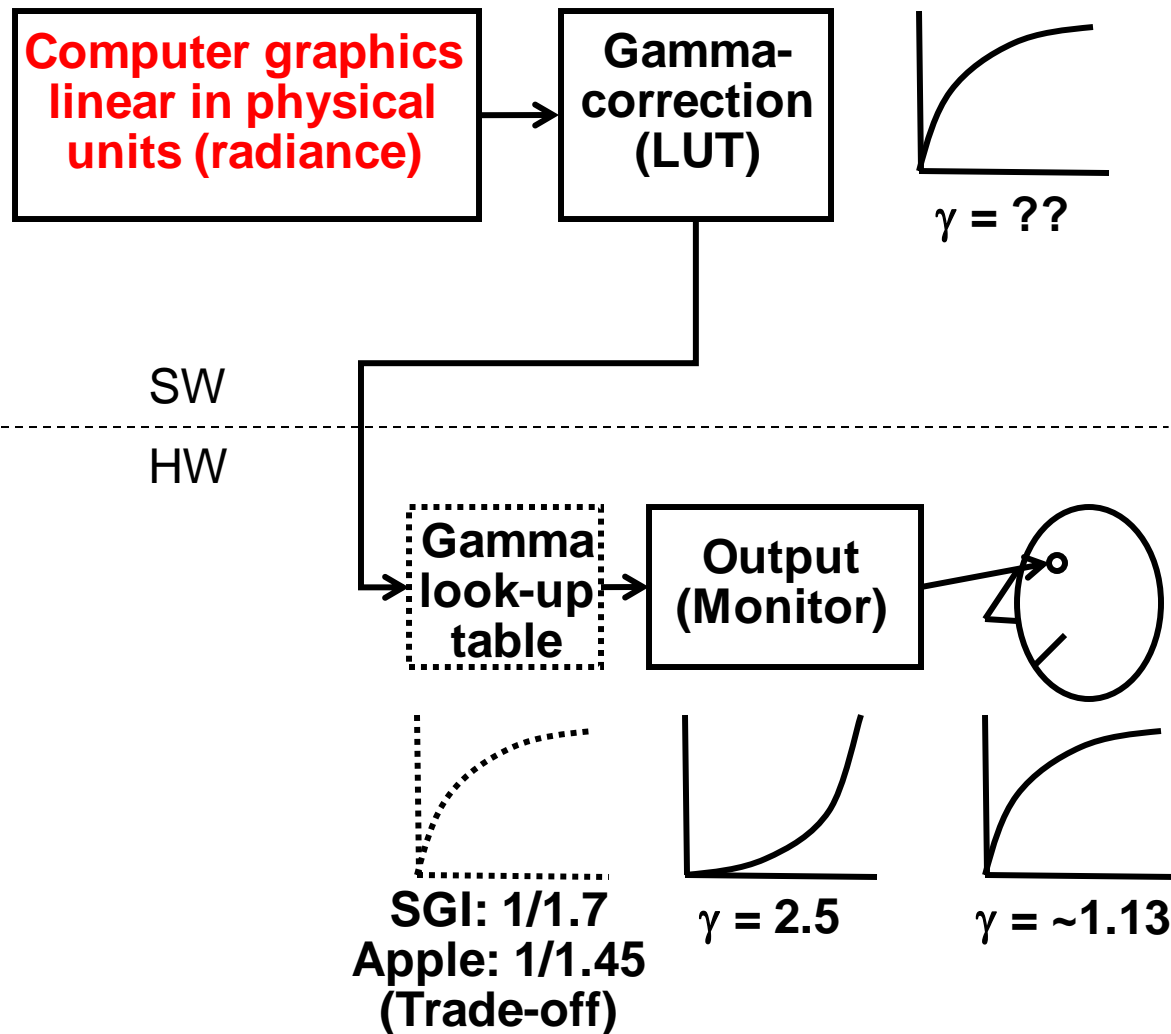 Computer graphics
linear in physical
units (radiance)
Gamma-
correction
(LUT)
γ = ??
SW
HW
Gamma
look-up
table
Output
(Monitor)
SGI: 1/1.7
Apple: 1/1.45
(Trade-off)
γ = 2.5
γ = ~1.13